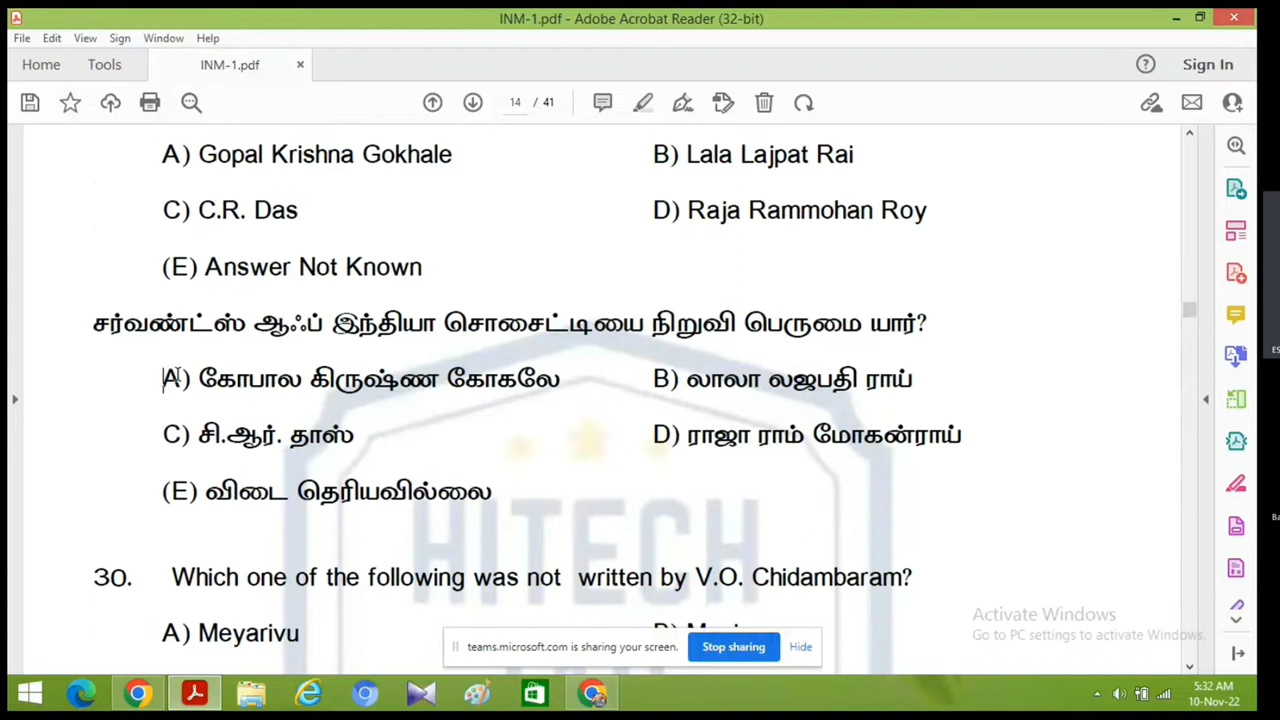 INM-1.pdf - Adobe Acrobat Reader (32-bit)
File Edit View Sign Window Help
Home Tools INM-1.pdf × Sign In
14 / 41
A) Gopal Krishna Gokhale B) Lala Lajpat Rai
C) C.R. Das D) Raja Rammohan Roy
(E) Answer Not Known
சர்வண்ட்ஸ் ஆஃப் இந்தியா சொசைட்டியை நிறுவி பெருமை யார்?
A) கோபால கிருஷ்ண கோகலே B) லாலா லஜபதி ராய்
C) சி.ஆர். தாஸ் D) ராஜா ராம் மோகன்ராய்
(E) விடை தெரியவில்லை
HITECH
30. Which one of the following was not written by V.O. Chidambaram?
A) Meyarivu
Activate Windows
Go to PC settings to activate Windows.
teams.microsoft.com is sharing your screen. Stop sharing Hide
5:32 AM
10-Nov-22